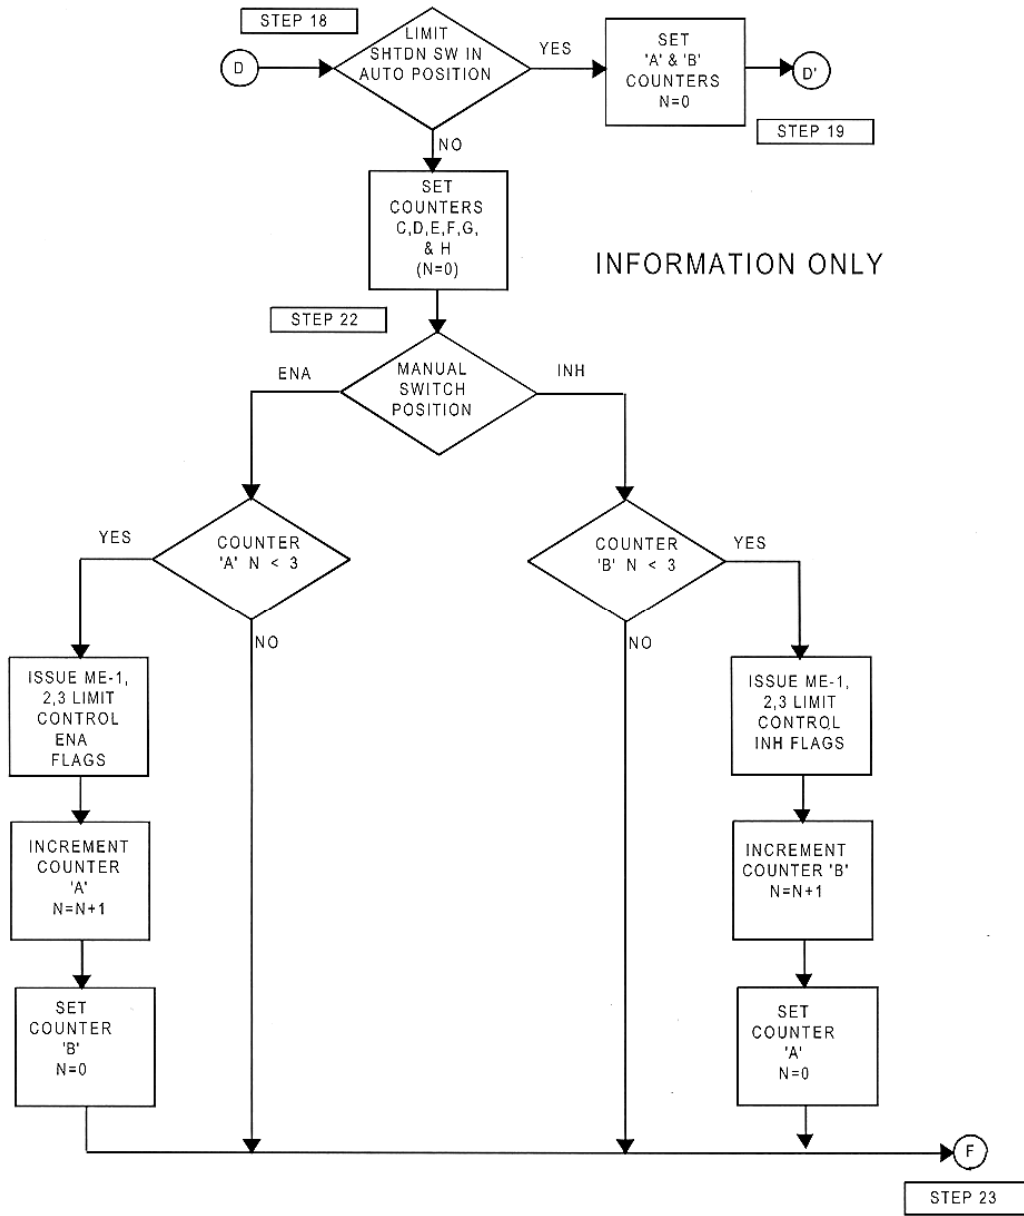 STEP 18
D
LIMIT
SHTDN SW IN
AUTO POSITION
YES
SET
'A' & 'B'
COUNTERS
N=0
D'
STEP 19
NO
SET
COUNTERS
C,D,E,F,G,
& H
(N=0)
INFORMATION ONLY
STEP 22
MANUAL
SWITCH
POSITION
ENA
INH
YES
COUNTER
'A' N < 3
NO
COUNTER
'B' N < 3
YES
NO
ISSUE ME-1,
2,3 LIMIT
CONTROL
ENA
FLAGS
ISSUE ME-1,
2,3 LIMIT
CONTROL
INH FLAGS
INCREMENT
COUNTER
'A'
N=N+1
INCREMENT
COUNTER 'B'
N=N+1
SET
COUNTER
'B'
N=0
SET
COUNTER
'A'
N=0
F
STEP 23